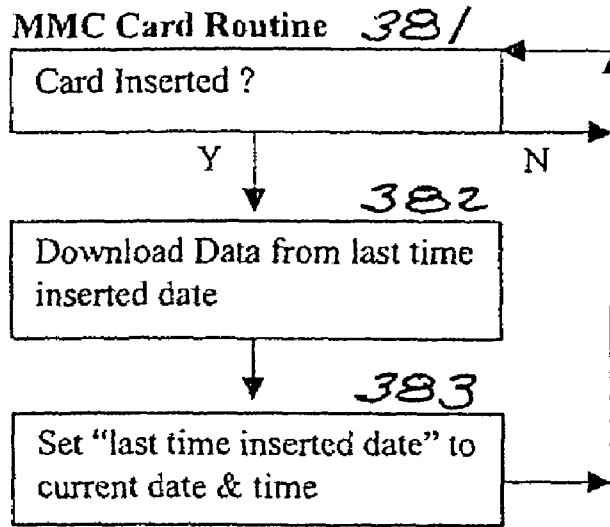 MMC Card Routine 381
Card Inserted ?
Y N
382
Download Data from last time
inserted date
383
Set “last time inserted date” to
current date & time